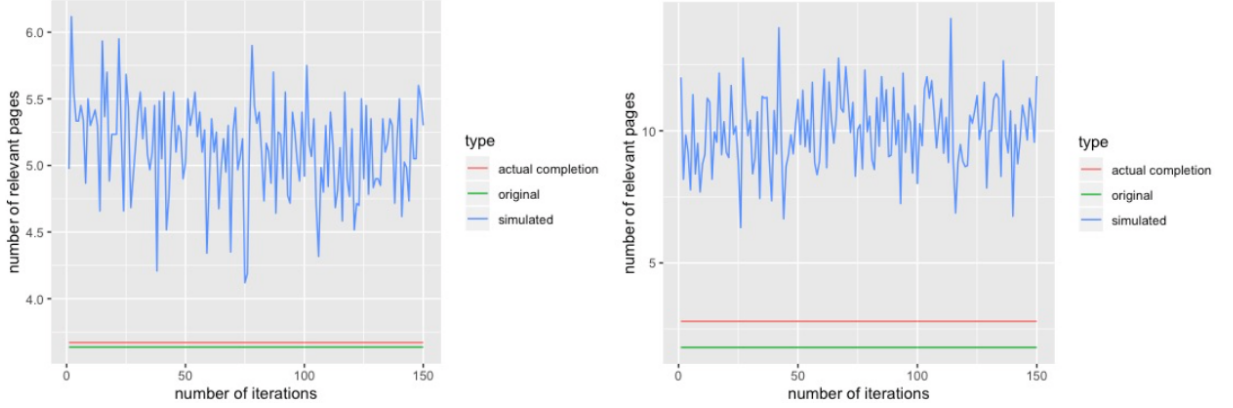 number of relevant pages
6.0
5.5
5.0
4.5
4.0
0
50
100
150
number of iterations
type
actual completion
original
simulated
number of relevant pages
10
5
0
50
100
150
number of iterations
type
actual completion
original
simulated